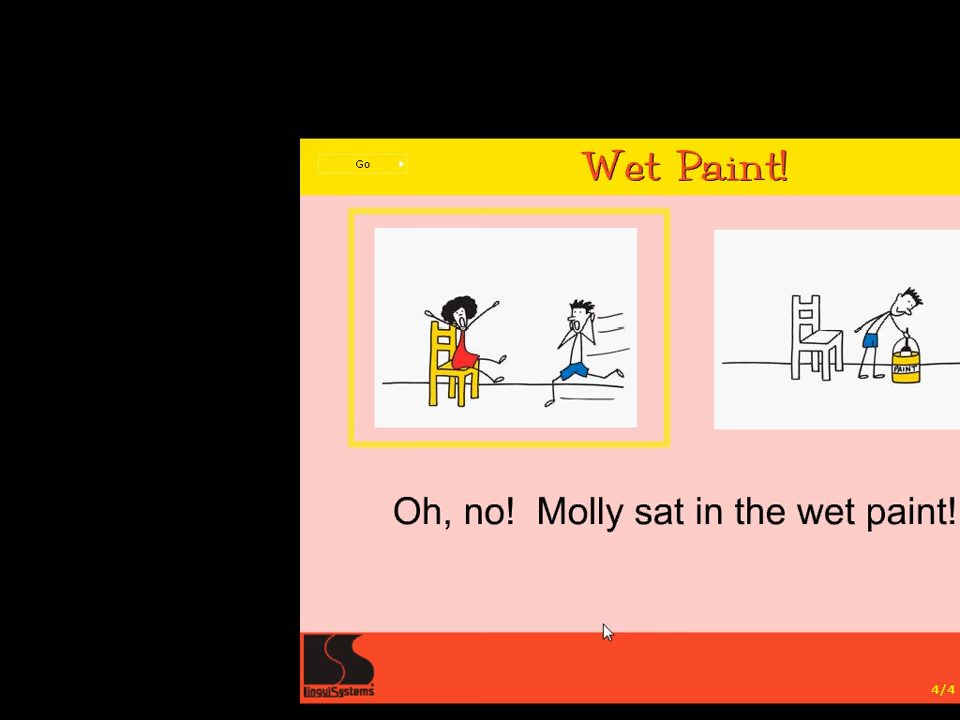 Go
Wet Paint!
PAINT
Oh, no! Molly sat in the wet paint!
LinguiSystems
4/4